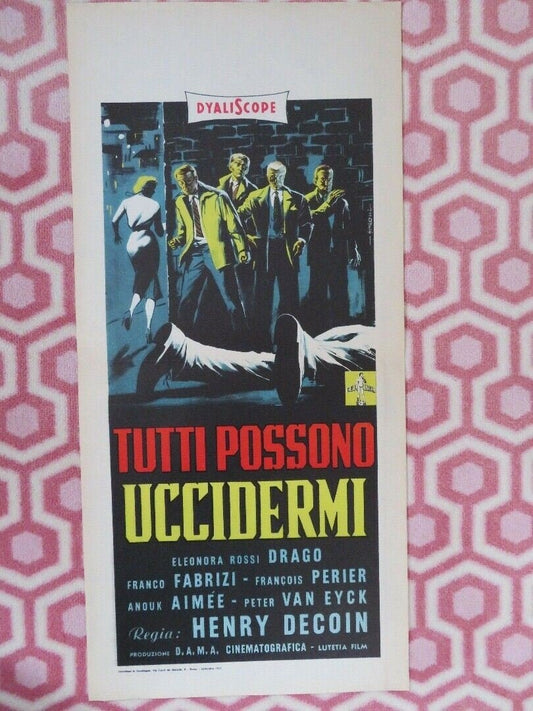 DYALISCOPE
TUTTI POSSONO
UCCIDERMI
ELEONORA ROSSI DRAGO
FRANCO FABRIZI - FRANÇOIS PERIER
ANOUK AIMÉE - PETER VAN EYCK
Regia: HENRY DECOIN
PRODUZIONE D.A.M.A. CINEMATOGRAFICA - LUTETIA FILM